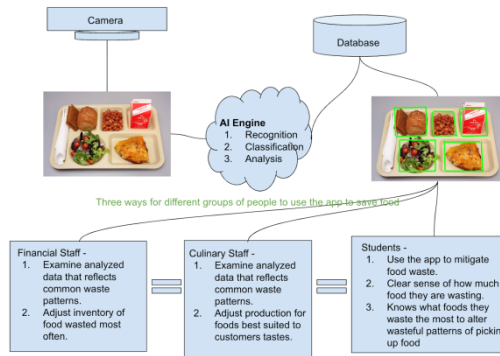 Camera
Database
AI Engine
1. Recognition
2. Classification
3. Analysis
Three ways for different groups of people to use the app to save food
Financial Staff -
1. Examine analyzed
data that reflects
common waste
patterns.
2. Adjust inventory of
food wasted most
often.
Culinary Staff -
1. Examine analyzed
data that reflects
common waste
patterns.
2. Adjust production for
foods best suited to
customers tastes.
Students -
1. Use the app to mitigate
food waste.
2. Clear sense of how much
food they are wasting.
3. Knows what foods they
waste the most to alter
wasteful patterns of pickin
up food